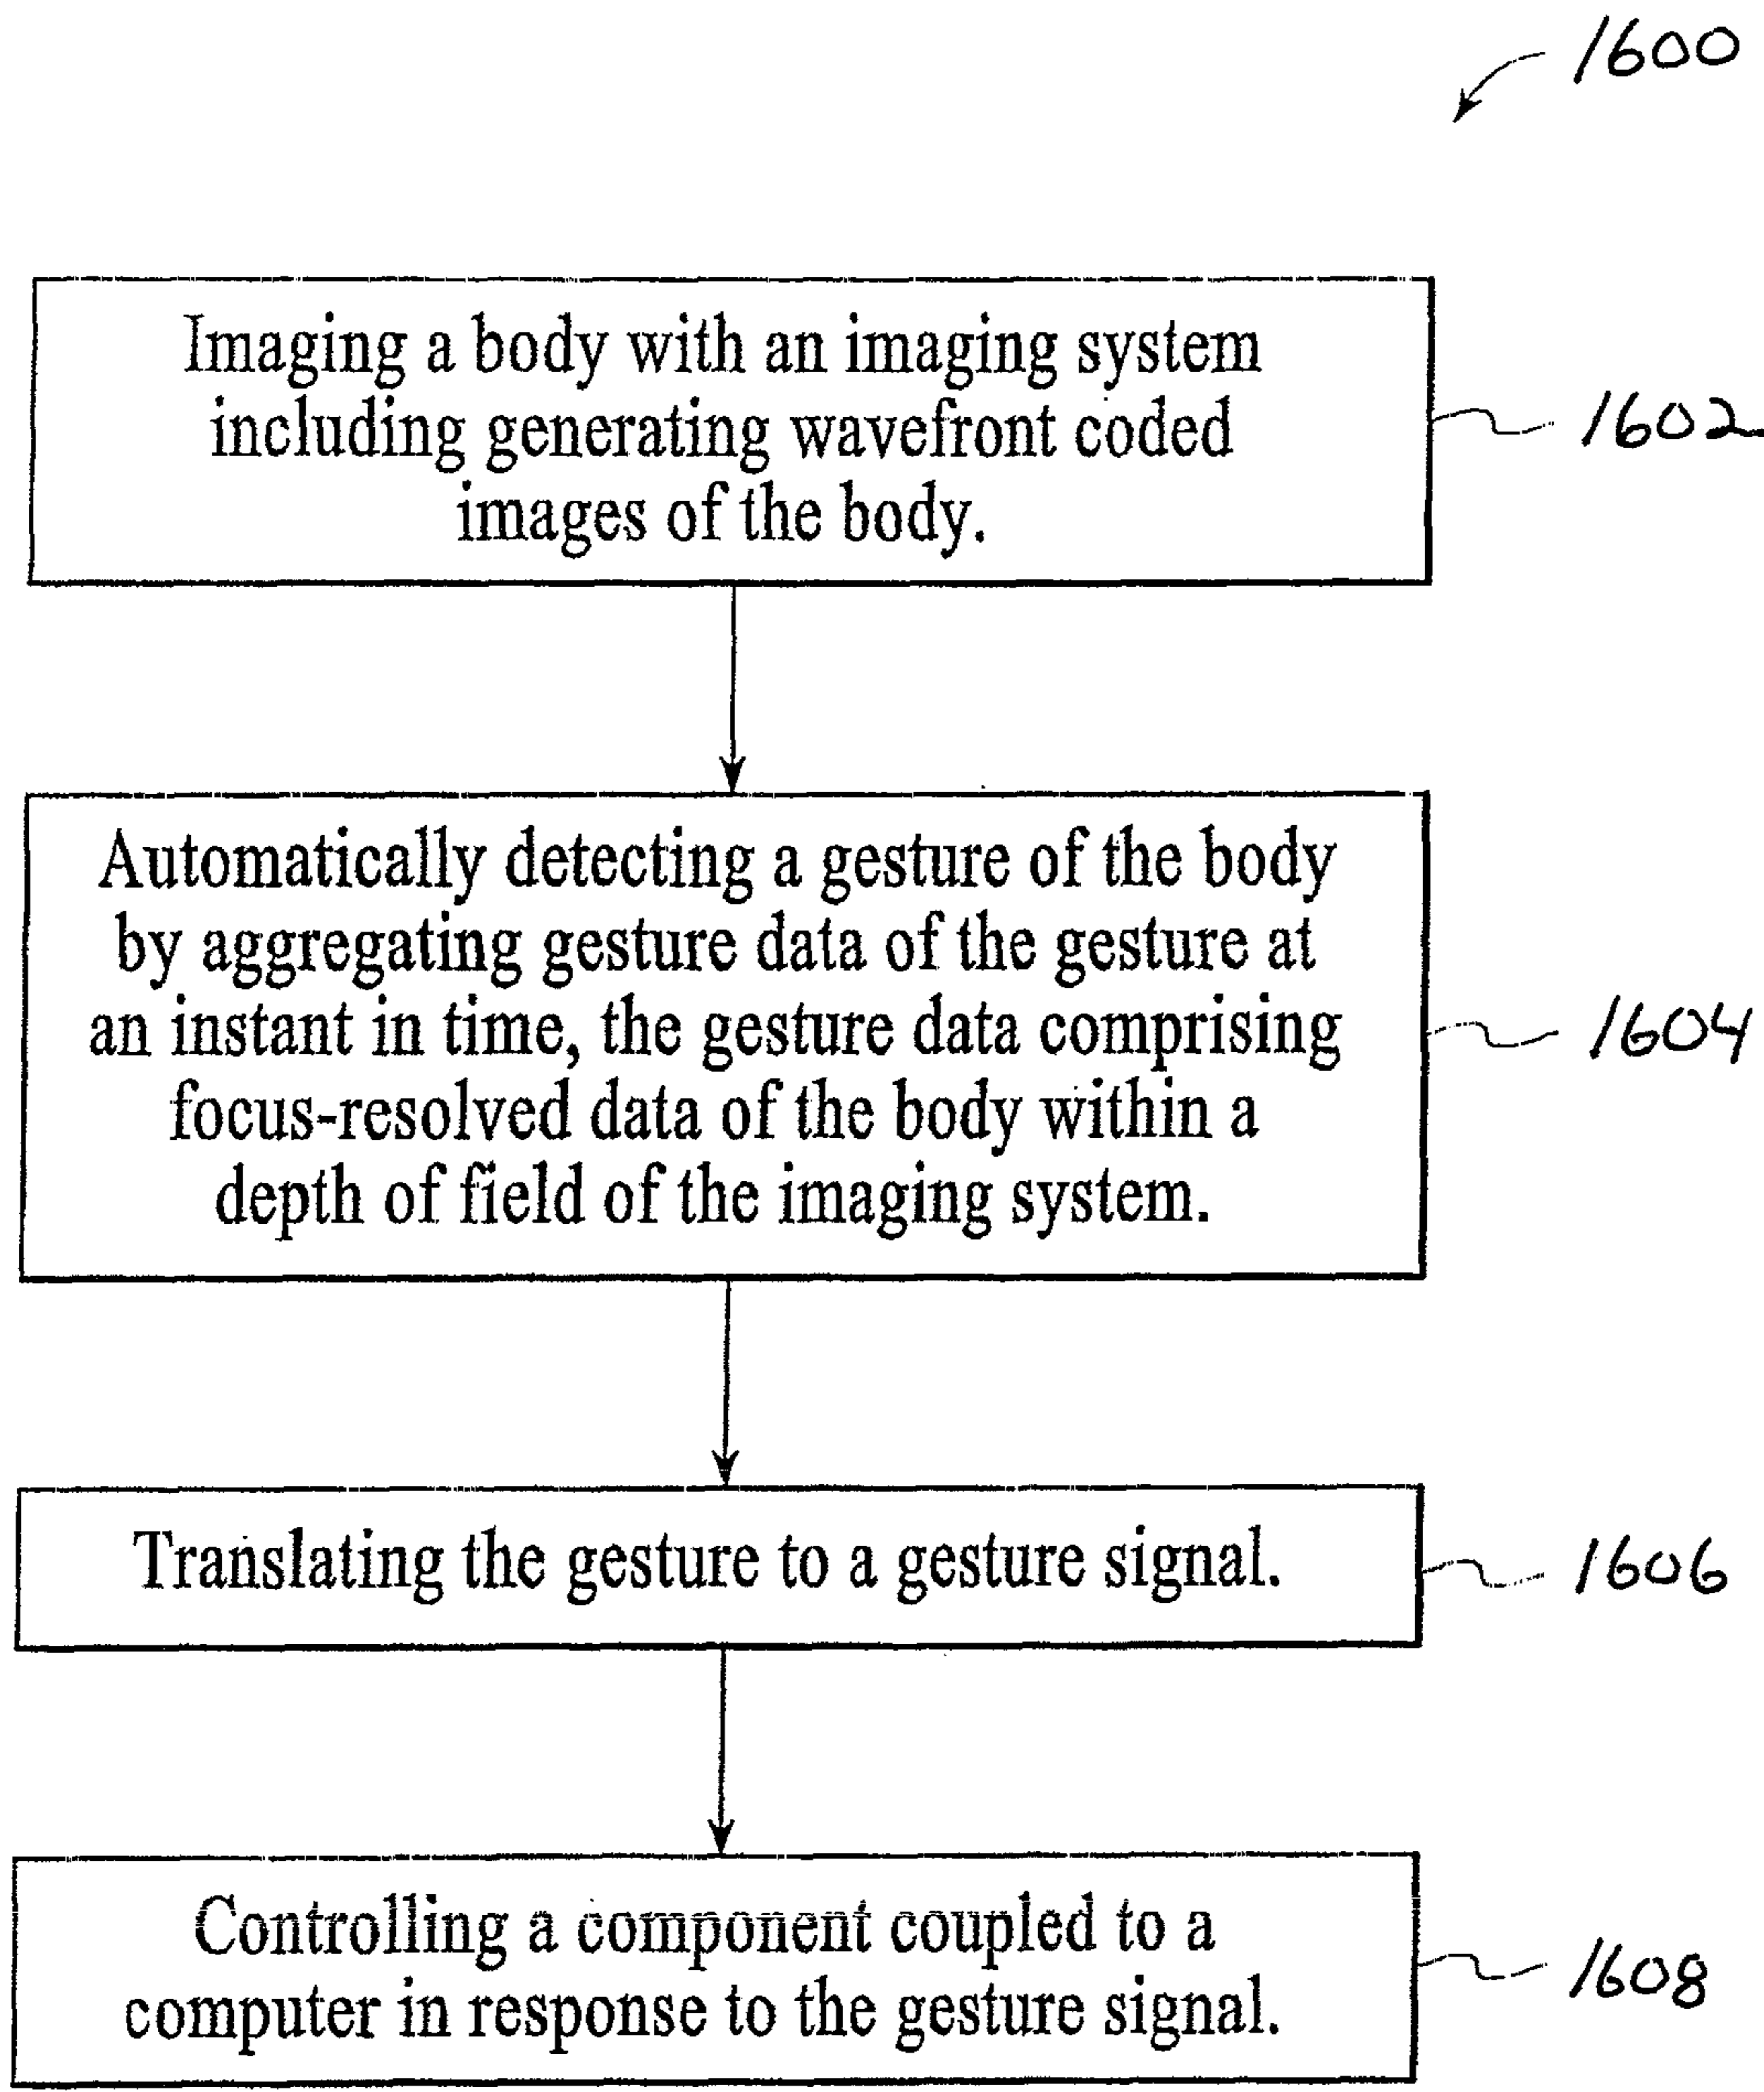 1600
Imaging a body with an imaging system
including generating wavefront coded
images of the body.
1602
Automatically detecting a gesture of the body
by aggregating gesture data of the gesture at
an instant in time, the gesture data comprising
focus-resolved data of the body within a
depth of field of the imaging system.
1604
Translating the gesture to a gesture signal.
1606
Controlling a component coupled to a
computer in response to the gesture signal.
1608